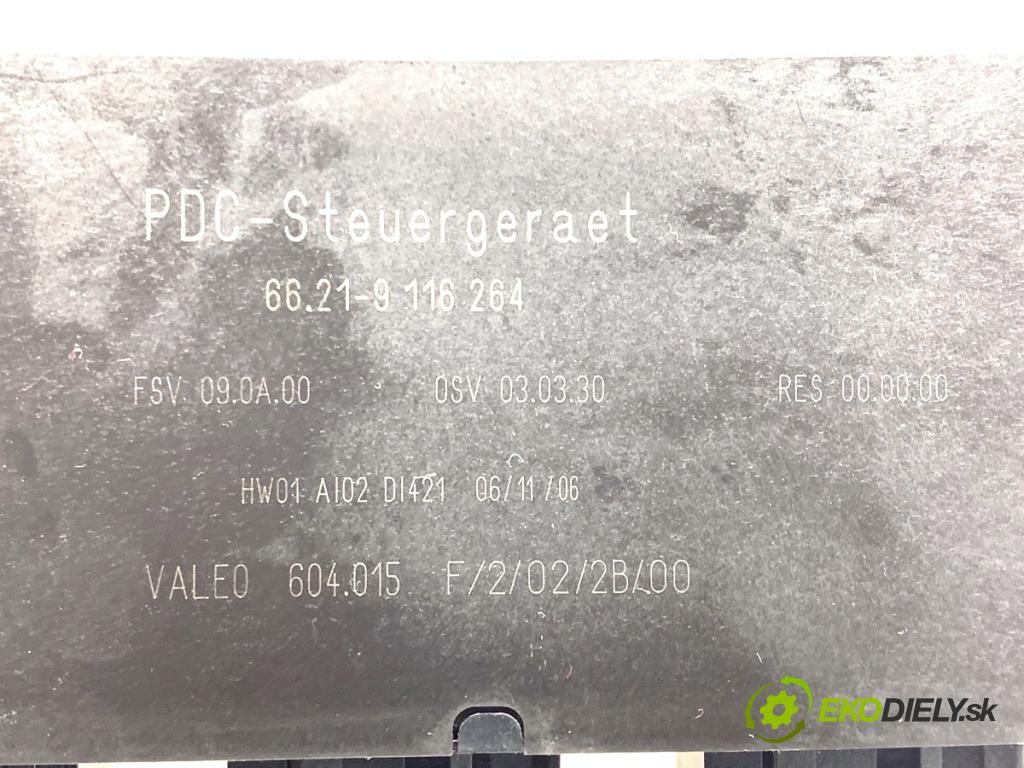 PDC-Steuergeraet
66.21-9 116 264
FSV 09.0A.00 OSV 03.03.30 RES 00.00.00
HW01 AI02 DI421 06/11/06
VALEO 604.015 F/2/02/2B/00
EKODIELY.sk